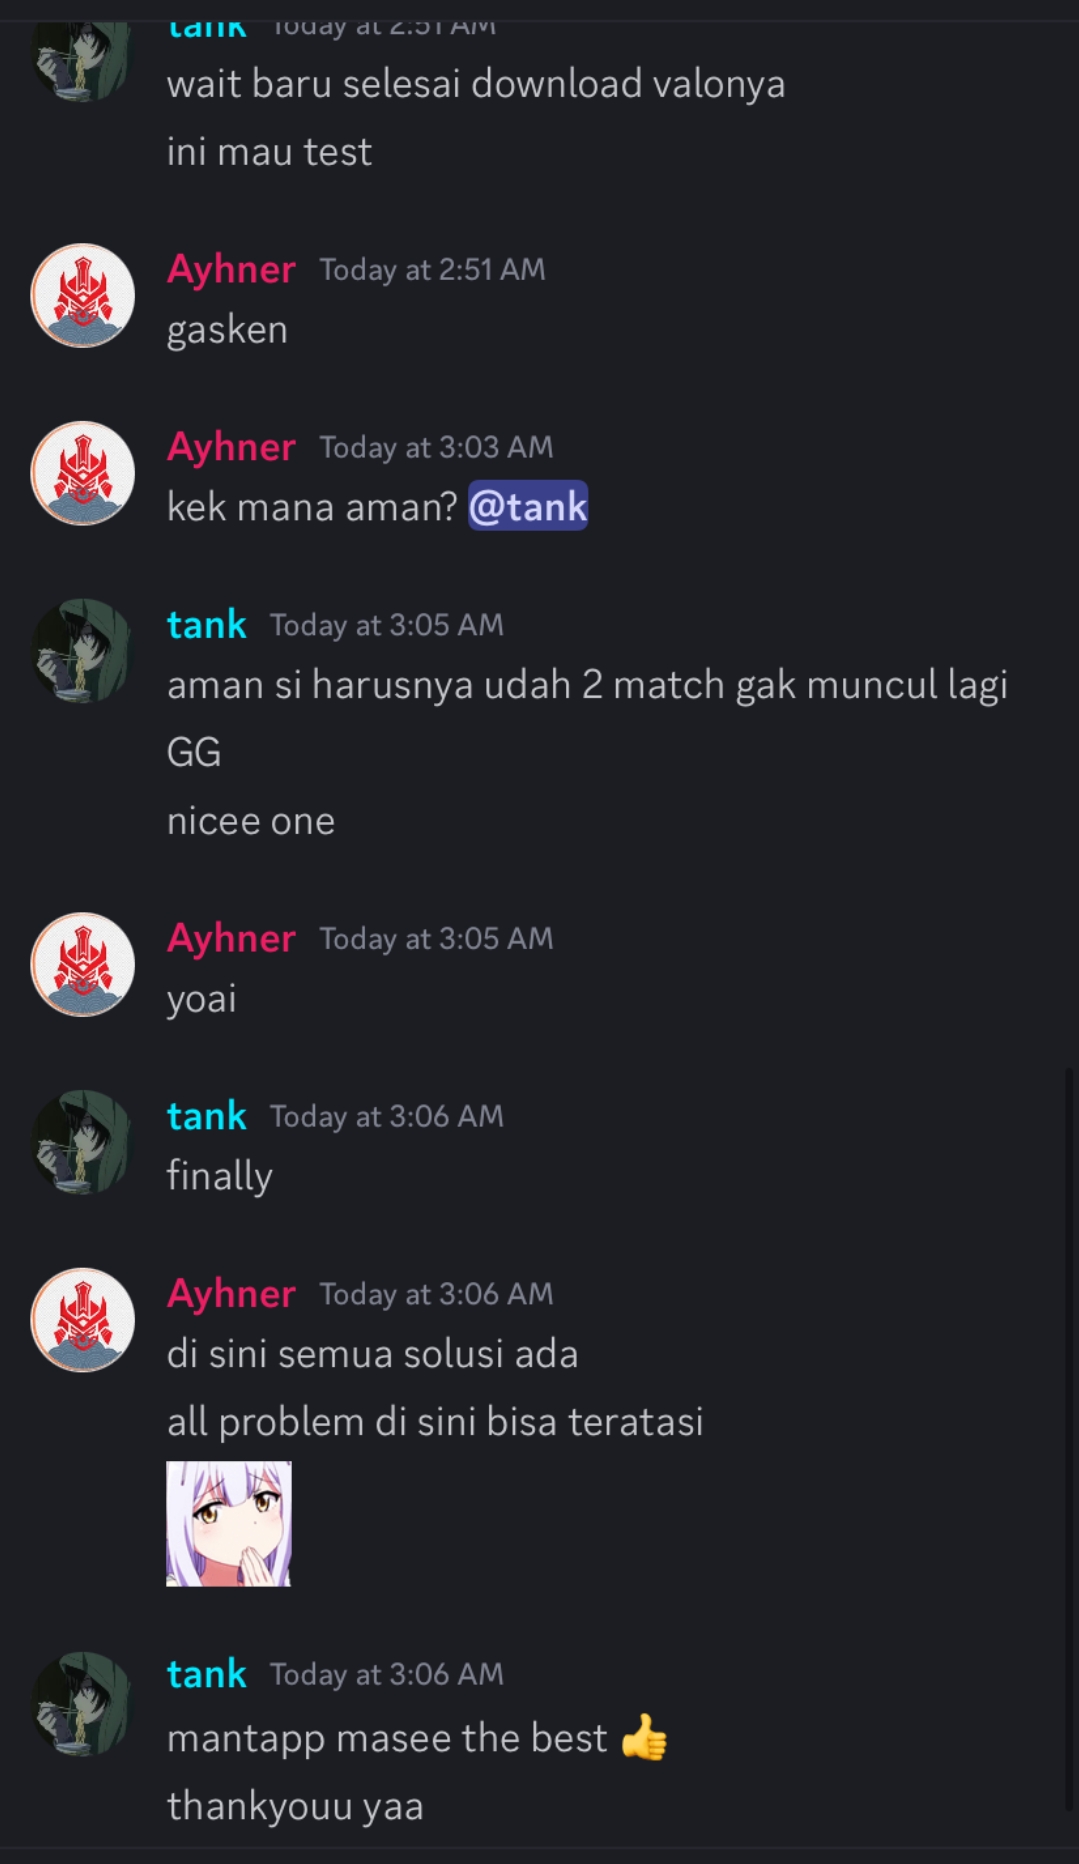 tank Today at 2:51 AM
wait baru selesai download valonya
ini mau test
Ayhner Today at 2:51 AM
gasken
Ayhner Today at 3:03 AM
kek mana aman? @tank
tank Today at 3:05 AM
aman si harusnya udah 2 match gak muncul lagi
GG
nicee one
Ayhner Today at 3:05 AM
yoai
tank Today at 3:06 AM
finally
Ayhner Today at 3:06 AM
di sini semua solusi ada
all problem di sini bisa teratasi
tank Today at 3:06 AM
mantapp masee the best 👍
thankyouu yaa